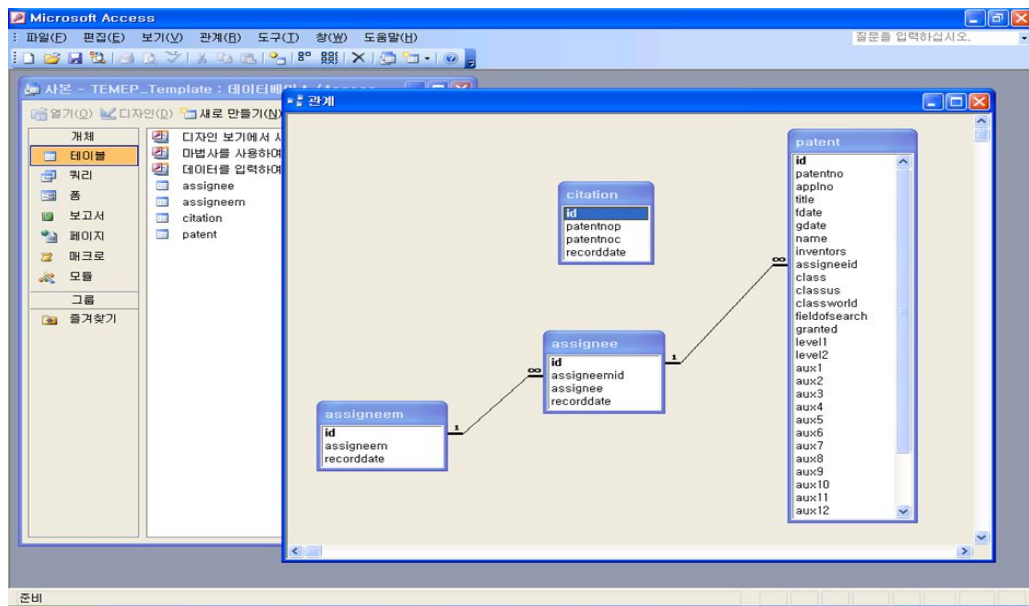 Microsoft Access
파일(F) 편집(E) 보기(V) 관계(R) 도구(T) 창(W) 도움말(H) 질문을 입력하십시오.
사본 - TEMEP_Template : 데이터베이스
열기(O) 디자인(D) 새로 만들기(N)
개체
테이블
쿼리
폼
보고서
페이지
매크로
모듈
그룹
즐겨찾기
디자인 보기에서
마법사를 사용하여
데이터를 입력하여
assignee
assigneem
citation
patent
관계
citation
id
patentnop
patentnoc
recorddate
assignee
id
assigneemid
assignee
recorddate
assigneem
id
assigneem
recorddate
1
∞
1
∞
patent
id
patentno
applno
title
fdate
gdate
name
inventors
assigneeid
class
classus
classworld
fieldofsearch
granted
level1
level2
aux1
aux2
aux3
aux4
aux5
aux6
aux7
aux8
aux9
aux10
aux11
aux12
준비